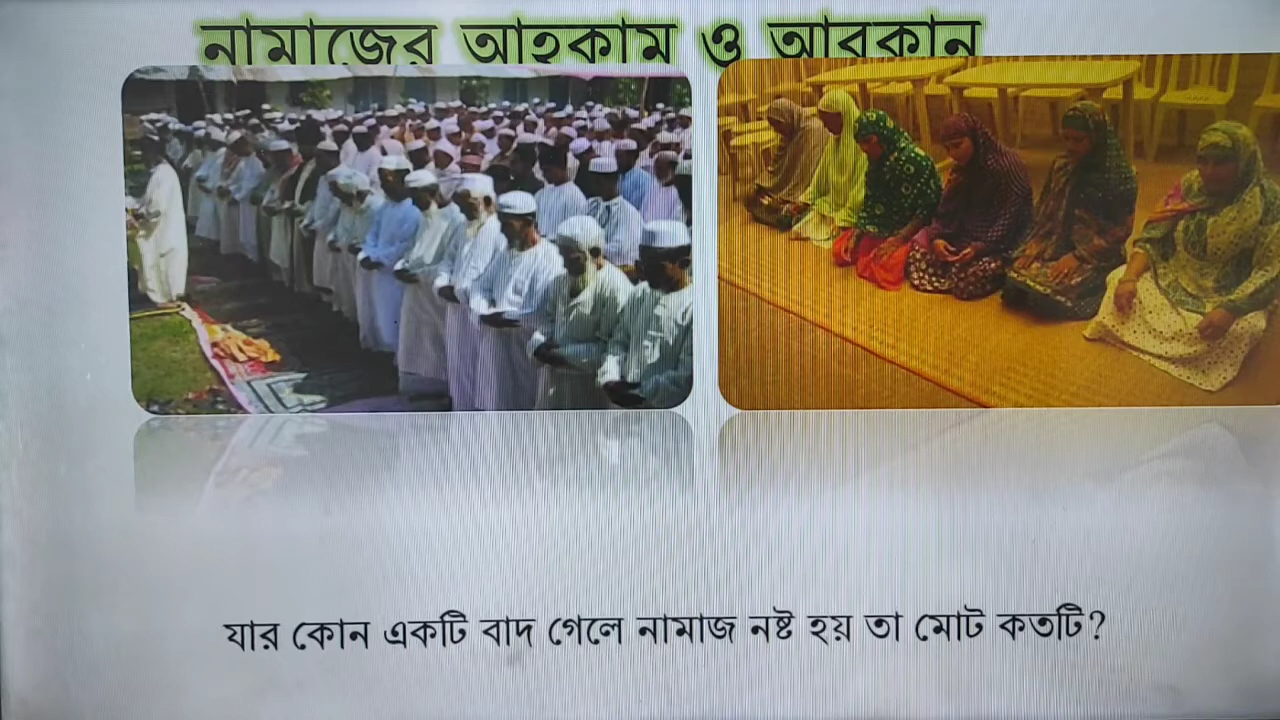 নামাজের আহকাম ও আরকান
যার কোন একটি বাদ গেলে নামাজ নষ্ট হয় তা মোট কতটি?